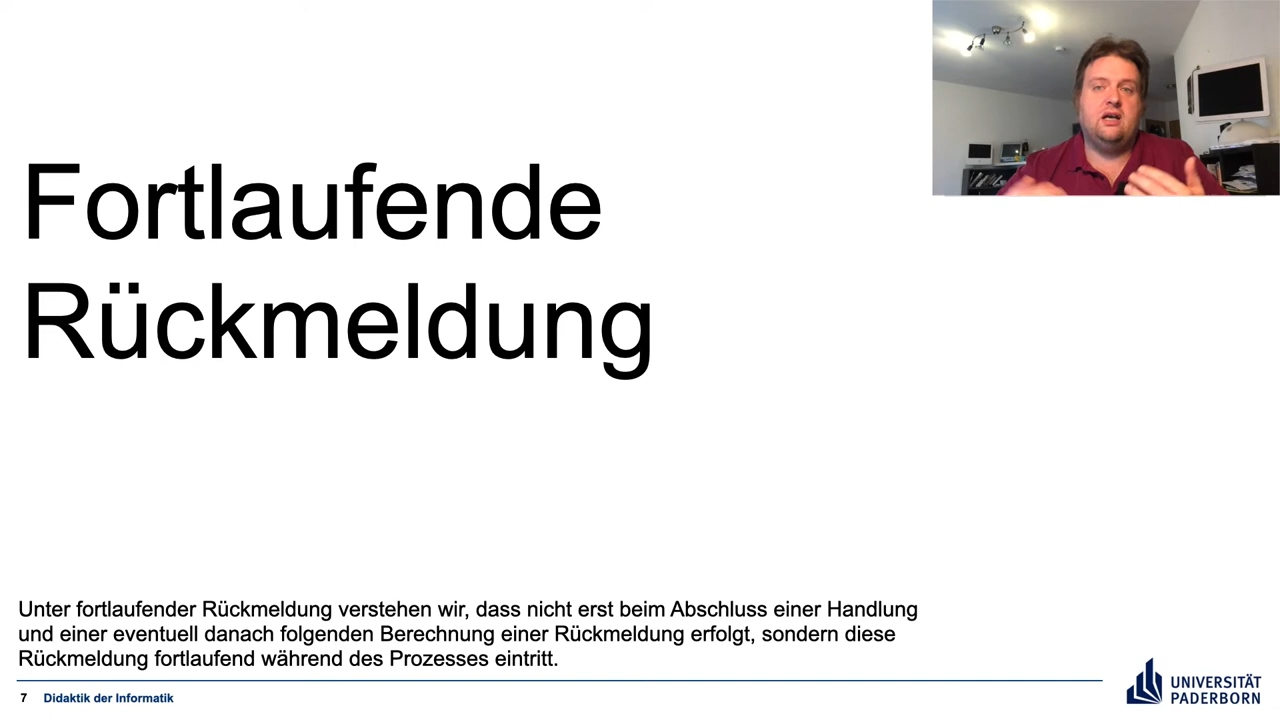 Fortlaufende
Rückmeldung
Unter fortlaufender Rückmeldung verstehen wir, dass nicht erst beim Abschluss einer Handlung
und einer eventuell danach folgenden Berechnung einer Rückmeldung erfolgt, sondern diese
Rückmeldung fortlaufend während des Prozesses eintritt.
7 Didaktik der Informatik
UNIVERSITÄT
PADERBORN